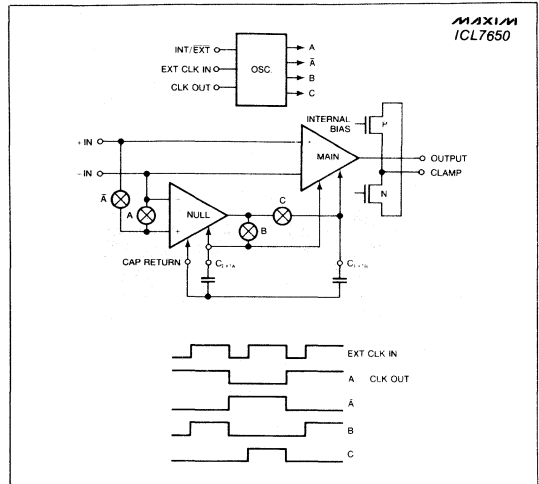 MAXIM
ICL7650
INT/EXT
EXT CLK IN
CLK OUT
OSC.
A
Ā
B
C
INTERNAL
BIAS
P
+ IN
MAIN
OUTPUT
−IN
CLAMP
N
Ā
A
NULL
C
B
CAP RETURN
EXT CLK IN
A CLK OUT
Ā
B
C